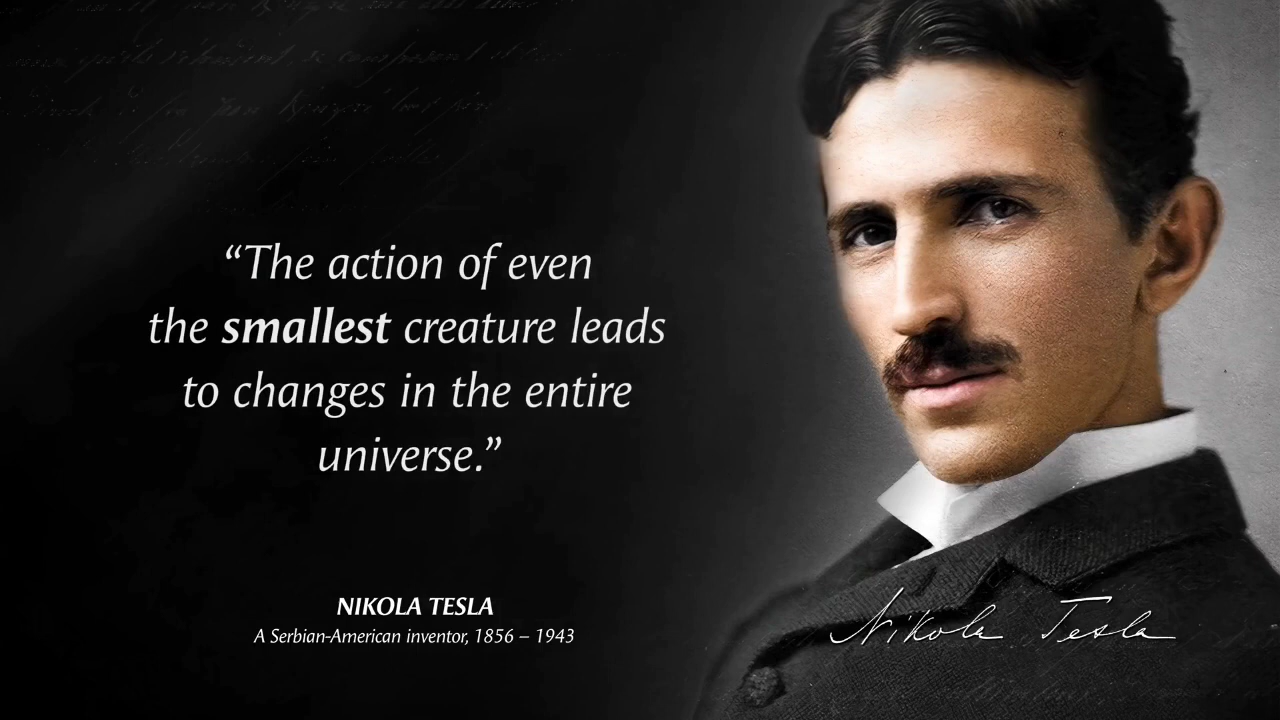 “The action of even
the smallest creature leads
to changes in the entire
universe.”
NIKOLA TESLA
A Serbian-American inventor, 1856 – 1943
Nikola Tesla